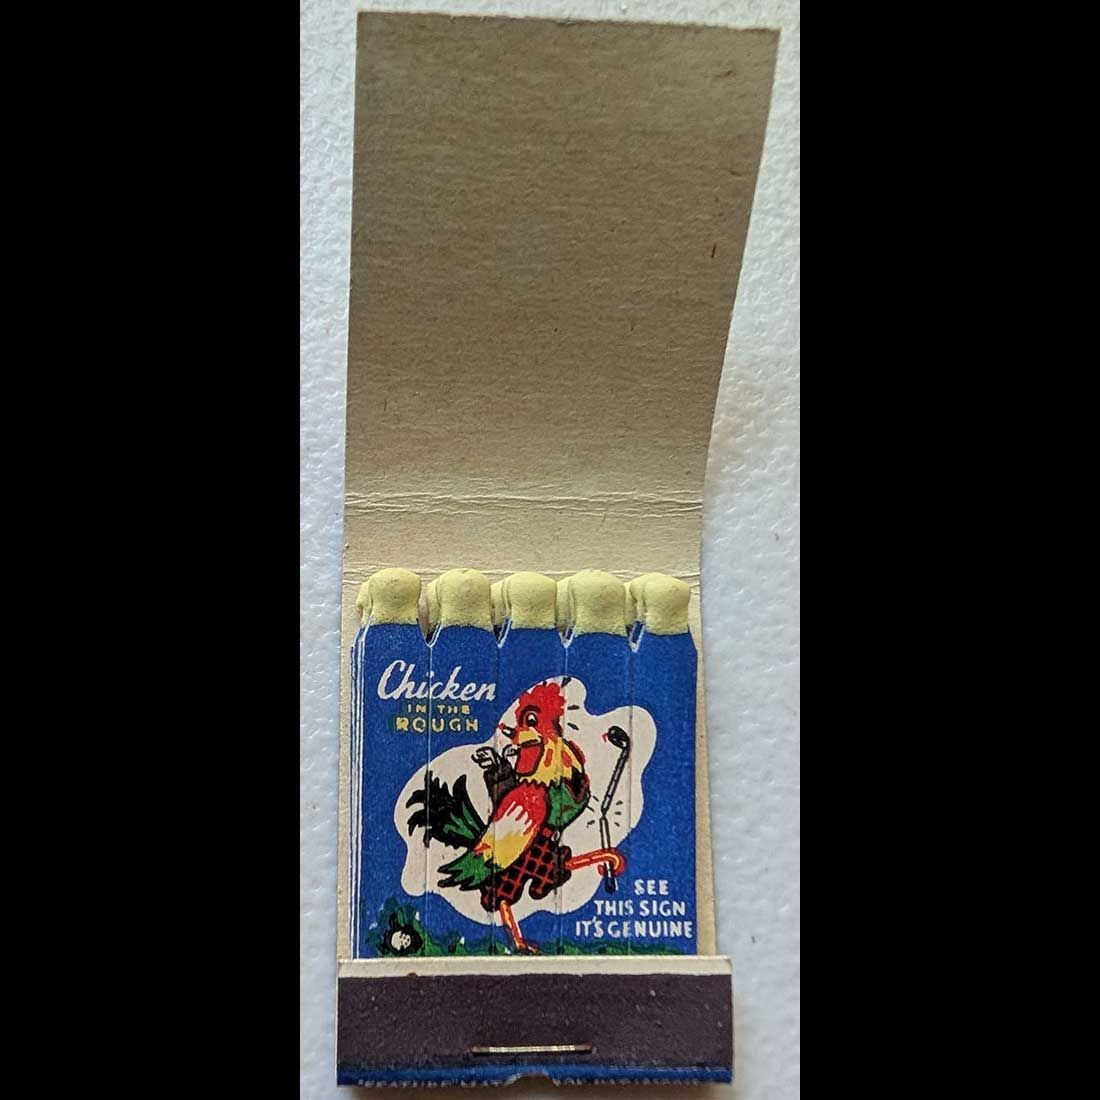 Chicken
IN THE
ROUGH
SEE
THIS SIGN
IT'S GENUINE